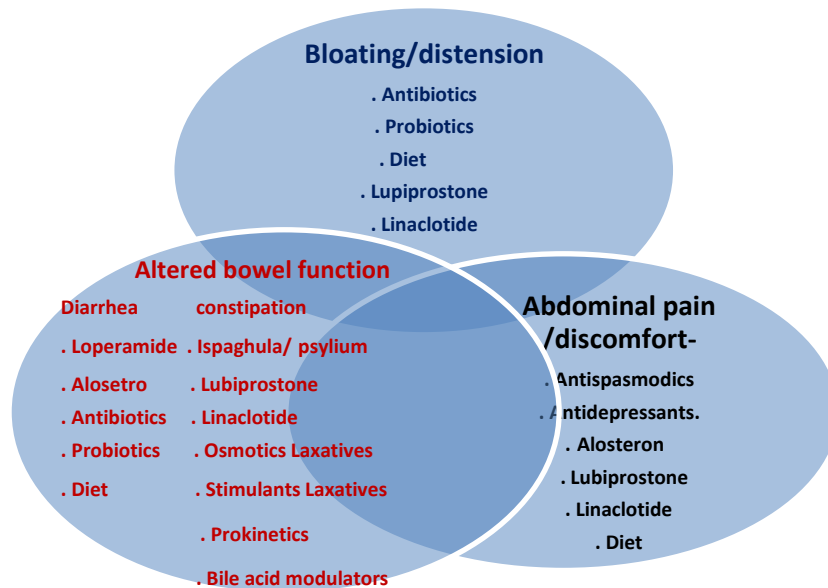 Bloating/distension
. Antibiotics
. Probiotics
. Diet
. Lupiprostone
. Linaclotide
Altered bowel function
Diarrhea constipation
. Loperamide . Ispaghula/ psylium
. Alosetro . Lubiprostone
. Antibiotics . Linaclotide
. Probiotics . Osmotics Laxatives
. Diet . Stimulants Laxatives
. Prokinetics
. Bile acid modulators
Abdominal pain
/discomfort-
. Antispasmodics
. Antidepressants.
. Alosteron
. Lubiprostone
. Linaclotide
. Diet